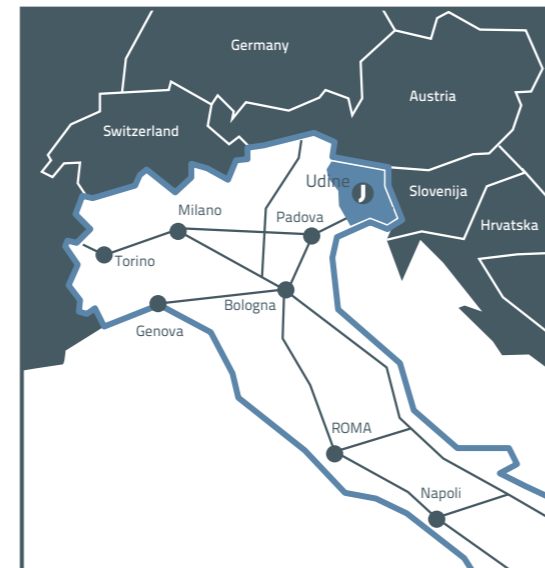 Germany
Austria
Switzerland
Udine
J
Slovenija
Milano
Padova
Hrvatska
Torino
Bologna
Genova
ROMA
Napoli